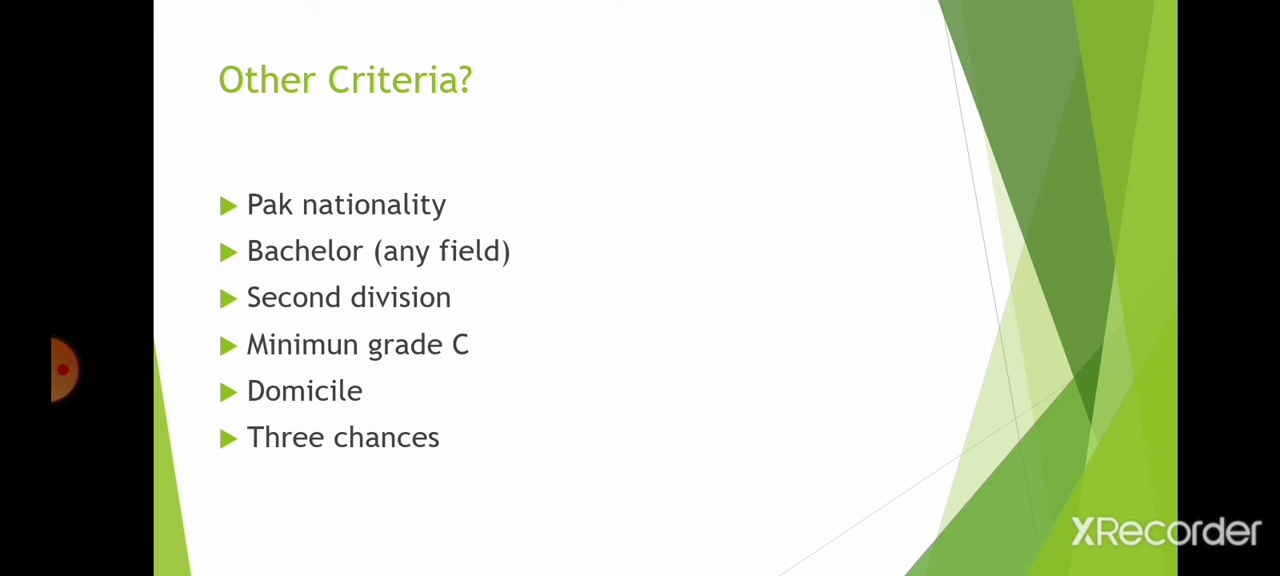 Other Criteria?
Pak nationality
Bachelor (any field)
Second division
Minimun grade C
Domicile
Three chances
XRecorder